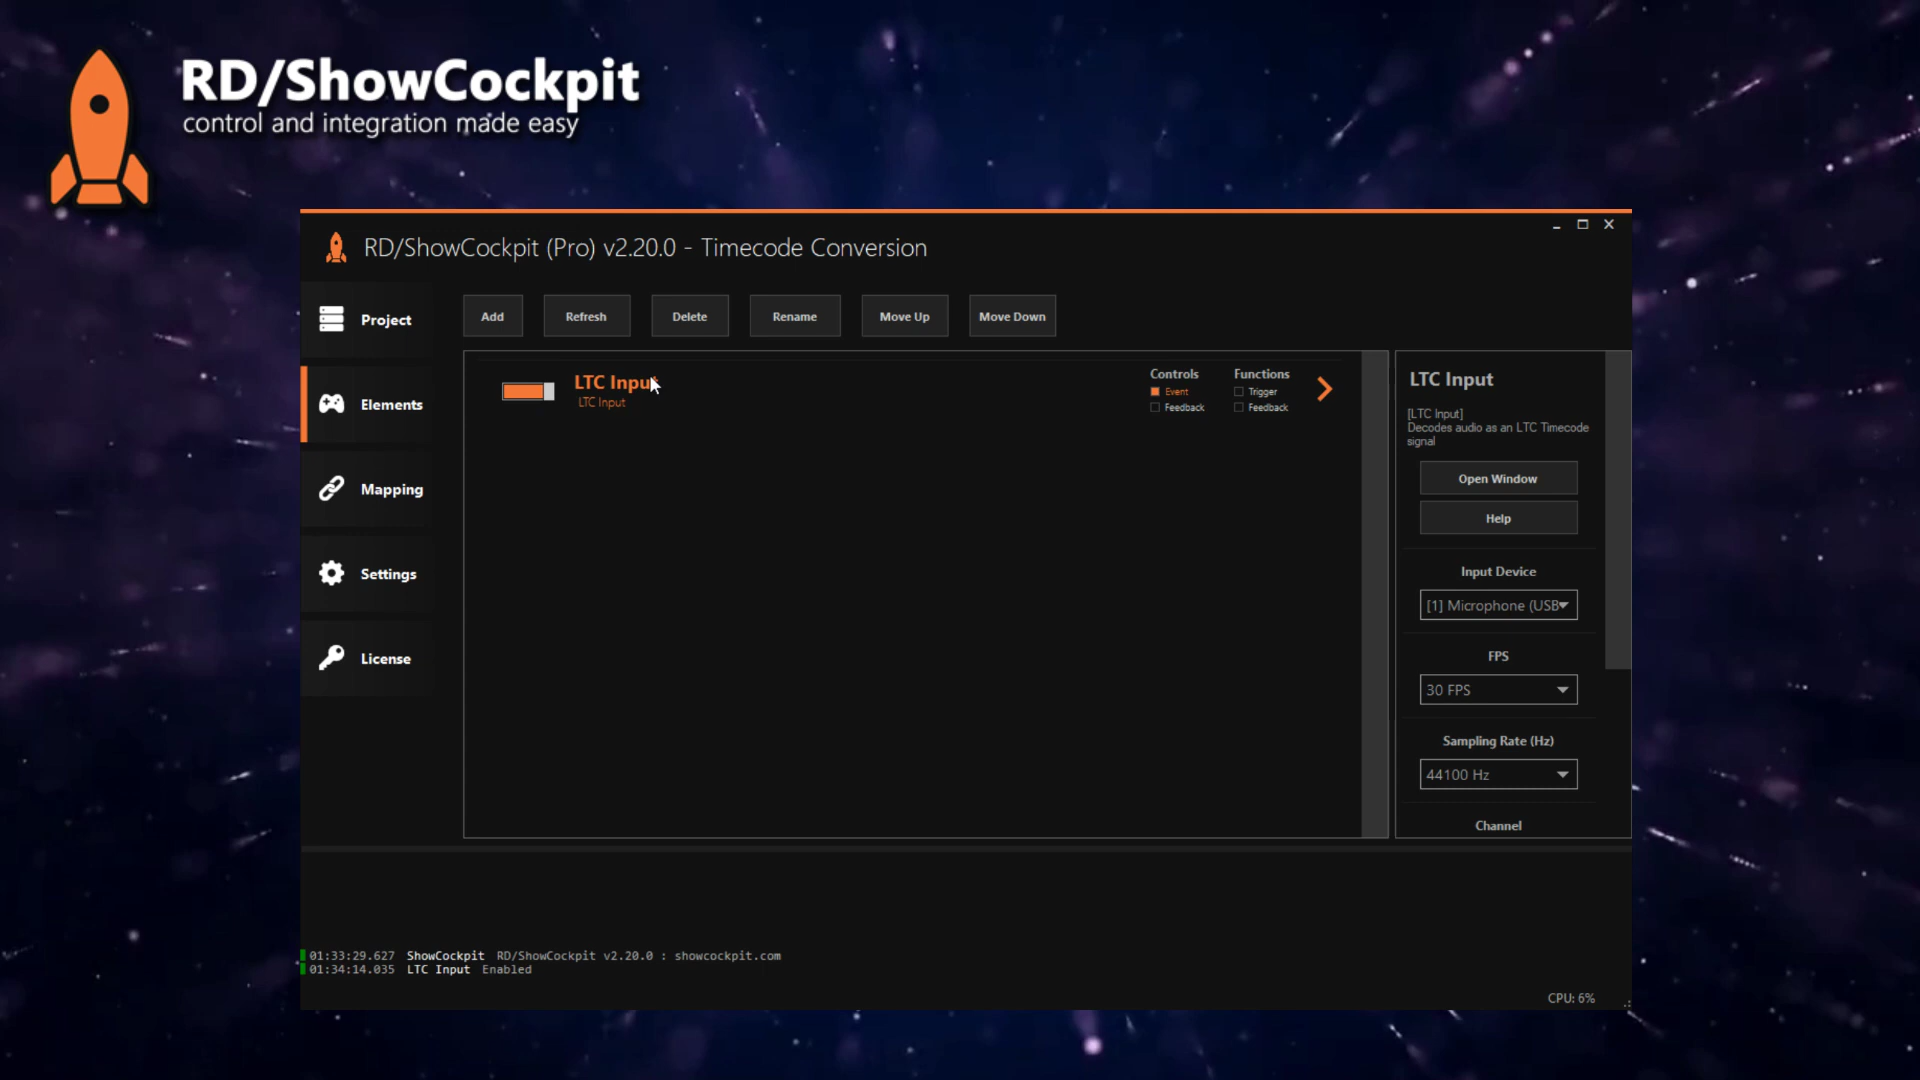 RD/ShowCockpit
control and integration made easy
RD/ShowCockpit (Pro) v2.20.0 - Timecode Conversion
Project
Elements
Mapping
Settings
License
Add
Refresh
Delete
Rename
Move Up
Move Down
LTC Input
LTC Input
Controls
Event
Feedback
Functions
Trigger
Feedback
LTC Input
[LTC Input]
Decodes audio as an LTC Timecode
signal
Open Window
Help
Input Device
[1] Microphone (USB
FPS
30 FPS
Sampling Rate (Hz)
44100 Hz
Channel
01:33:29.627 ShowCockpit RD/ShowCockpit v2.20.0 : showcockpit.com
01:34:14.035 LTC Input Enabled
CPU: 6%